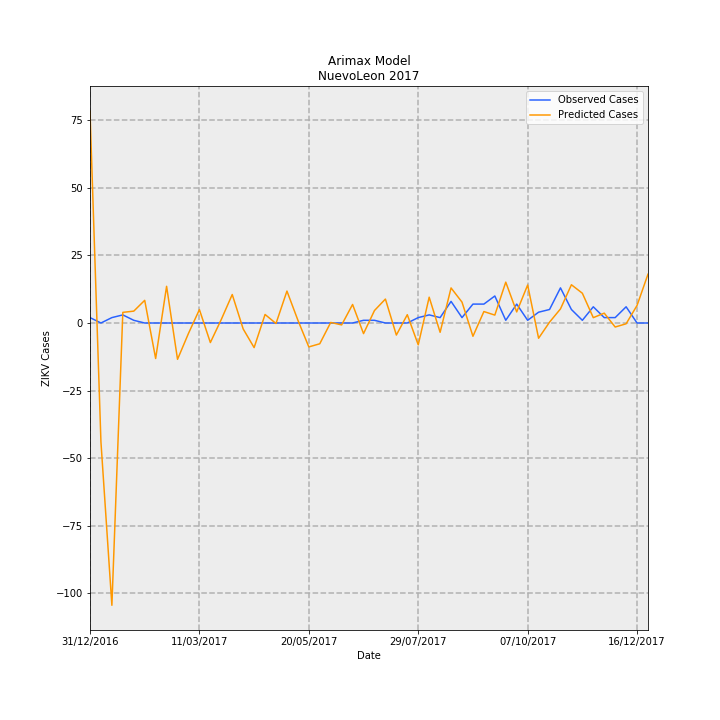 Arimax Model
NuevoLeon 2017
Observed Cases
Predicted Cases
75
50
25
0
−25
−50
−75
−100
ZIKV Cases
31/12/2016 11/03/2017 20/05/2017 29/07/2017 07/10/2017 16/12/2017
Date